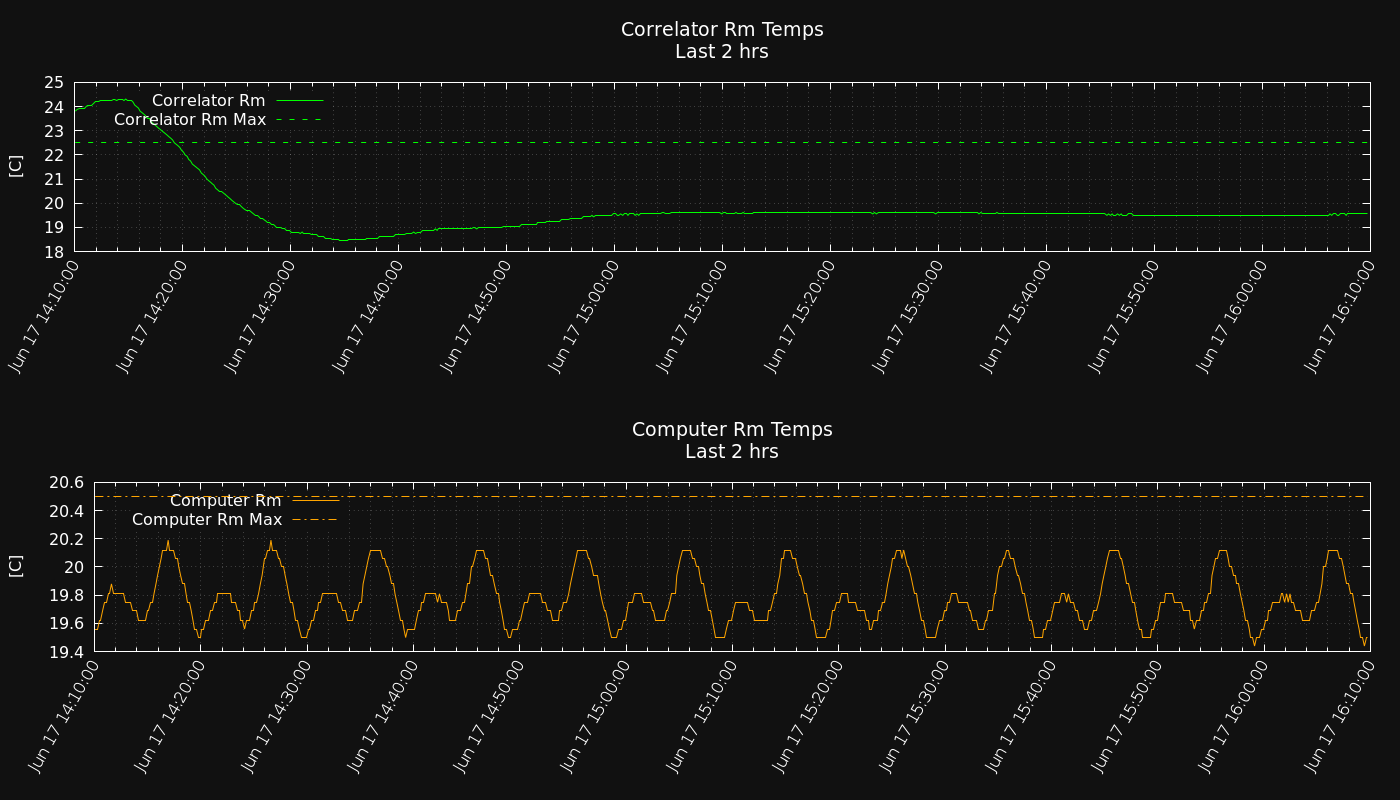 Correlator Rm Temps
Last 2 hrs
25
24
23
22
21
20
19
18
[C]
Correlator Rm
Correlator Rm Max
Jun 17 14:10:00
Jun 17 14:20:00
Jun 17 14:30:00
Jun 17 14:40:00
Jun 17 14:50:00
Jun 17 15:00:00
Jun 17 15:10:00
Jun 17 15:20:00
Jun 17 15:30:00
Jun 17 15:40:00
Jun 17 15:50:00
Jun 17 16:00:00
Jun 17 16:10:00
Computer Rm Temps
Last 2 hrs
20.6
20.4
20.2
20
19.8
19.6
19.4
[C]
Computer Rm
Computer Rm Max
Jun 17 14:10:00
Jun 17 14:20:00
Jun 17 14:30:00
Jun 17 14:40:00
Jun 17 14:50:00
Jun 17 15:00:00
Jun 17 15:10:00
Jun 17 15:20:00
Jun 17 15:30:00
Jun 17 15:40:00
Jun 17 15:50:00
Jun 17 16:00:00
Jun 17 16:10:00